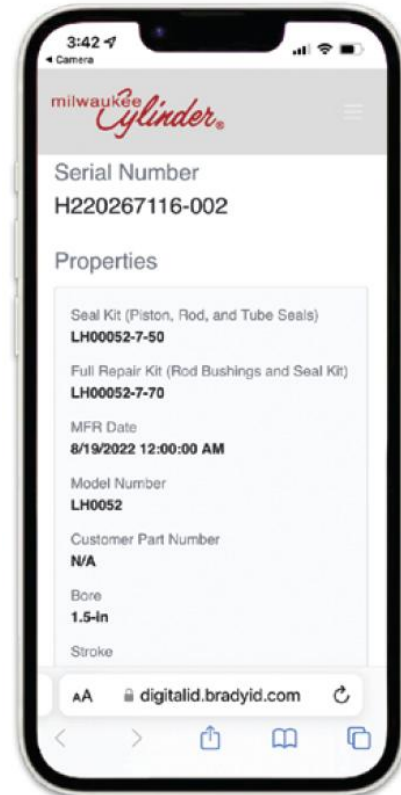 3:42
◂ Camera
milwaukee
Cylinder®
Serial Number
H220267116-002
Properties
Seal Kit (Piston, Rod, and Tube Seals)
LH00052-7-50
Full Repair Kit (Rod Bushings and Seal Kit)
LH00052-7-70
MFR Date
8/19/2022 12:00:00 AM
Model Number
LH0052
Customer Part Number
N/A
Bore
1.5-in
Stroke
AA digitalid.bradyid.com